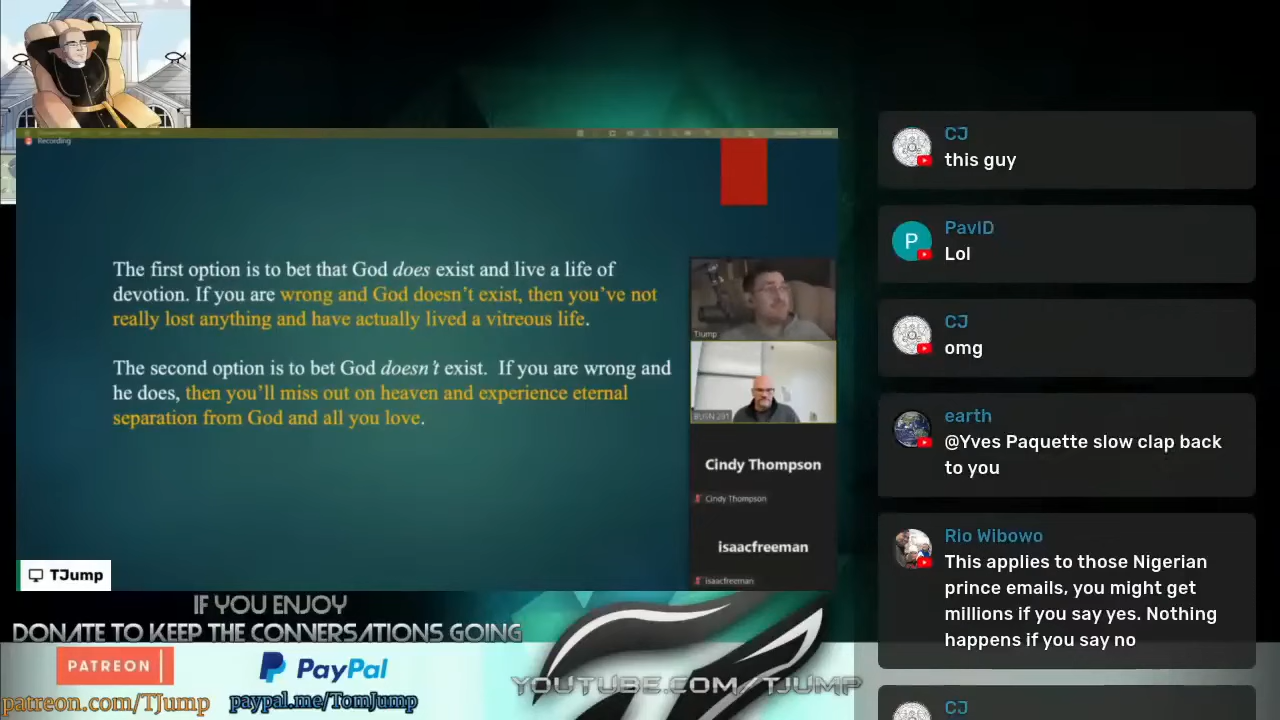 Recording
The first option is to bet that God does exist and live a life of
devotion. If you are wrong and God doesn't exist, then you've not
really lost anything and have actually lived a vitreous life.
The second option is to bet God doesn't exist. If you are wrong and
he does, then you'll miss out on heaven and experience eternal
separation from God and all you love.
TJump
Cindy Thompson
Cindy Thompson
isaacfreeman
isaacfreeman
TJump
IF YOU ENJOY
DONATE TO KEEP THE CONVERSATIONS GOING
PATREON
PayPal
patreon.com/TJump
paypal.me/TomJump
YOUTUBE.COM/TJUMP
CJ
this guy
PavlD
Lol
CJ
omg
earth
@Yves Paquette slow clap back
to you
Rio Wibowo
This applies to those Nigerian
prince emails, you might get
millions if you say yes. Nothing
happens if you say no
CJ
P